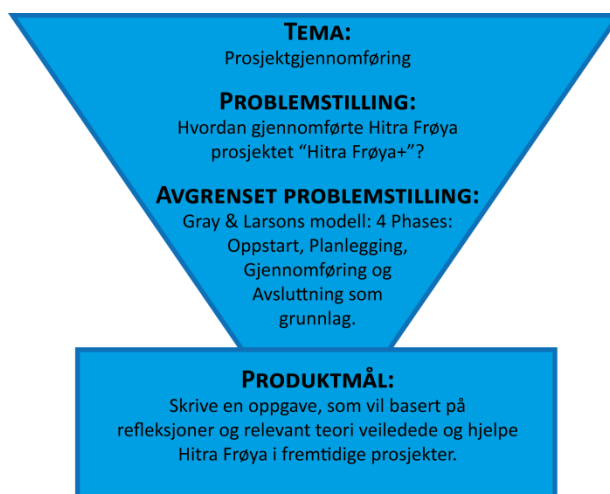 TEMA:
Prosjektgjennomføring
PROBLEMSTILLING:
Hvordan gjennomførte Hitra Frøya
prosjektet “Hitra Frøya+”?
AVGRENSET PROBLEMSTILLING:
Gray & Larsons modell: 4 Phases:
Oppstart, Planlegging,
Gjennomføring og
Avsluttning som
grunnlag.
PRODUKTMÅL:
Skrive en oppgave, som vil basert på
refleksjoner og relevant teori veiledede og hjelpe
Hitra Frøya i fremtidige prosjekter.